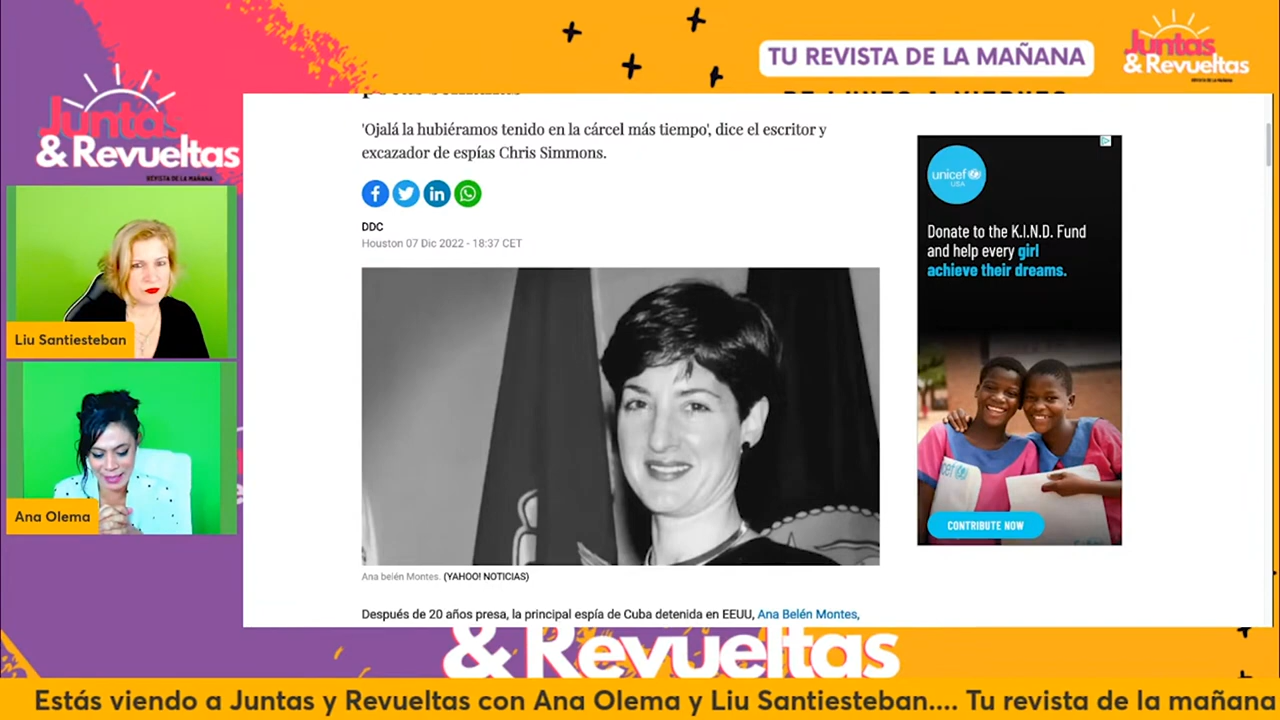 TU REVISTA DE LA MAÑANA
Juntas
& Revueltas
REVISTA DE LA MAÑANA
Juntas
& Revueltas
REVISTA DE LA MAÑANA
'Ojalá la hubiéramos tenido en la cárcel más tiempo', dice el escritor y
excazador de espías Chris Simmons.
DDC
Houston 07 Dic 2022 - 18:37 CET
unicef
USA
Donate to the K.I.N.D. Fund
and help every girl
achieve their dreams.
CONTRIBUTE NOW
Liu Santiesteban
Ana Olema
Ana belén Montes. (YAHOO! NOTICIAS)
Después de 20 años presa, la principal espía de Cuba detenida en EEUU, Ana Belén Montes,
& Revueltas
Estás viendo a Juntas y Revueltas con Ana Olema y Liu Santiesteban.... Tu revista de la mañana